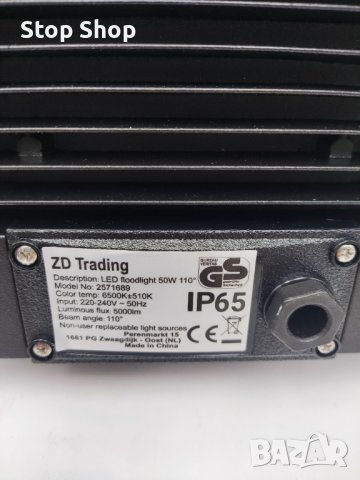 Stop Shop
ZD Trading
Description: LED floodlight 50W 110°
Model No: 2571689
Color temp: 6500K±510K
Input: 220-240V ~ 50Hz
Luminous flux: 5000lm
Beam angle: 110°
Non-user replaceable light sources
Perenmarkt 15
1681 PG Zwaagdijk - Oost (NL)
Made in China
BUREAU
VERITAS
GS
IP65
CE
BAZAR